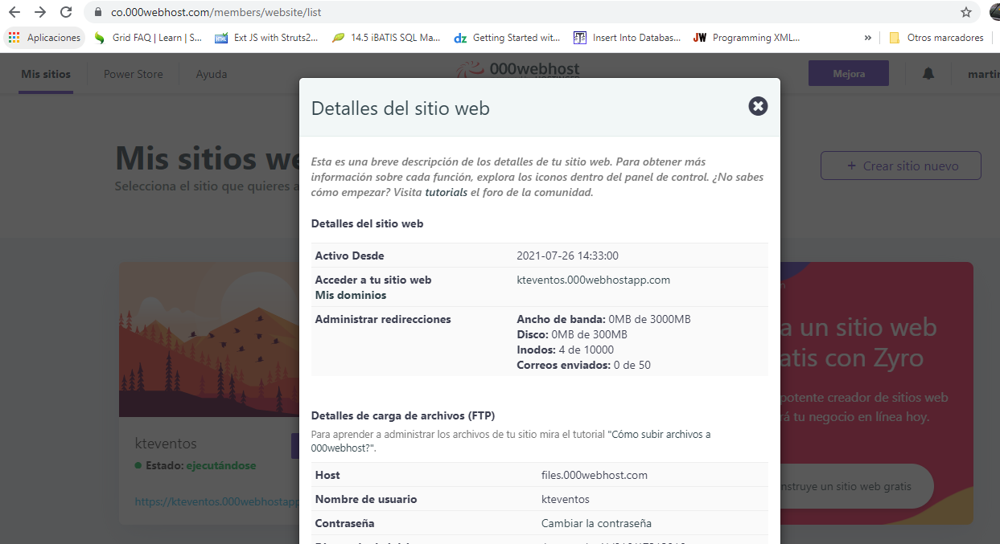 co.000webhost.com/members/website/list
Aplicaciones
Grid FAQ | Learn | S...
Ext JS with Struts2...
14.5 iBATIS SQL Ma...
Getting Started wit...
Insert Into Databas...
Programming XML...
»
Otros marcadores
Mis sitios
Power Store
Ayuda
000webhost
Mejora
martin
Detalles del sitio web
Mis sitios we
Selecciona el sitio que quieres a
+ Crear sitio nuevo
Esta es una breve descripción de los detalles de tu sitio web. Para obtener más
información sobre cada función, explora los iconos dentro del panel de control. ¿No sabes
cómo empezar? Visita tutorials el foro de la comunidad.
Detalles del sitio web
Activo Desde 2021-07-26 14:33:00
Acceder a tu sitio web kteventos.000webhostapp.com
Mis dominios
Administrar redirecciones Ancho de banda: 0MB de 3000MB
Disco: 0MB de 300MB
Inodos: 4 de 10000
Correos enviados: 0 de 50
Detalles de carga de archivos (FTP)
Para aprender a administrar los archivos de tu sitio mira el tutorial "Cómo subir archivos a
000webhost?".
Host files.000webhost.com
Nombre de usuario kteventos
Contraseña Cambiar la contraseña
kteventos
Estado: ejecutándose
https://kteventos.000webhostapp
a un sitio web
atis con Zyro
potente creador de sitios web
rá tu negocio en línea hoy.
nstruye un sitio web gratis